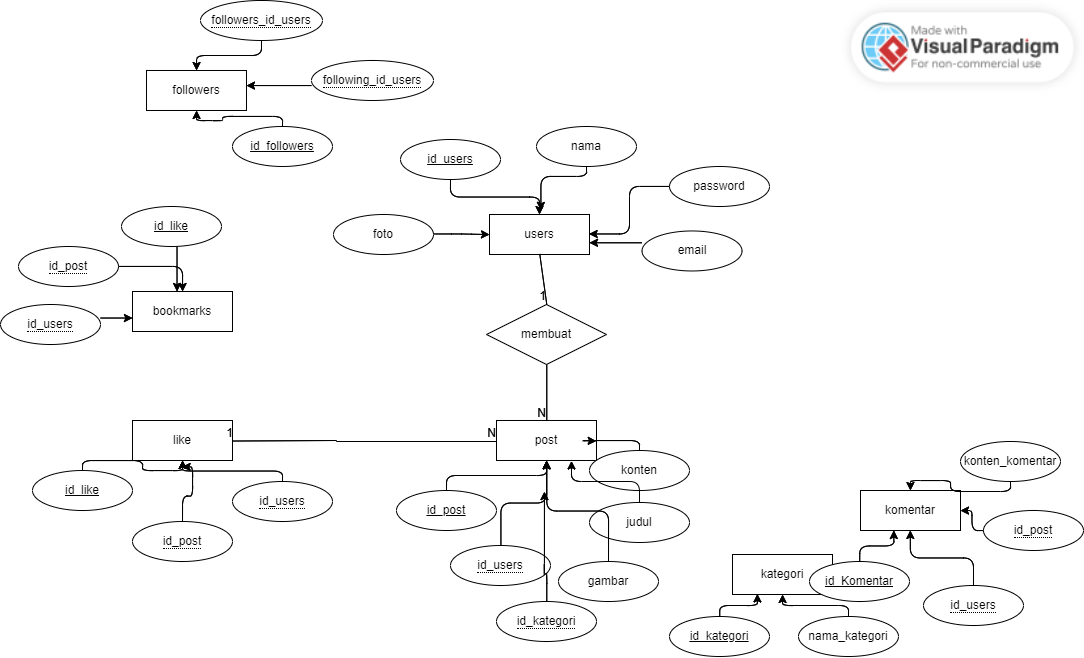 followers_id_users
Made with
VisualParadigm
For non-commercial use
followers
following_id_users
id_followers
id_users
nama
password
id_like
foto
users
email
id_post
bookmarks
id_users
1
membuat
N
like
1
N
post
konten
konten_komentar
id_like
id_users
id_post
judul
komentar
id_post
id_post
id_users
gambar
kategori
id_Komentar
id_users
id_kategori
id_kategori
nama_kategori